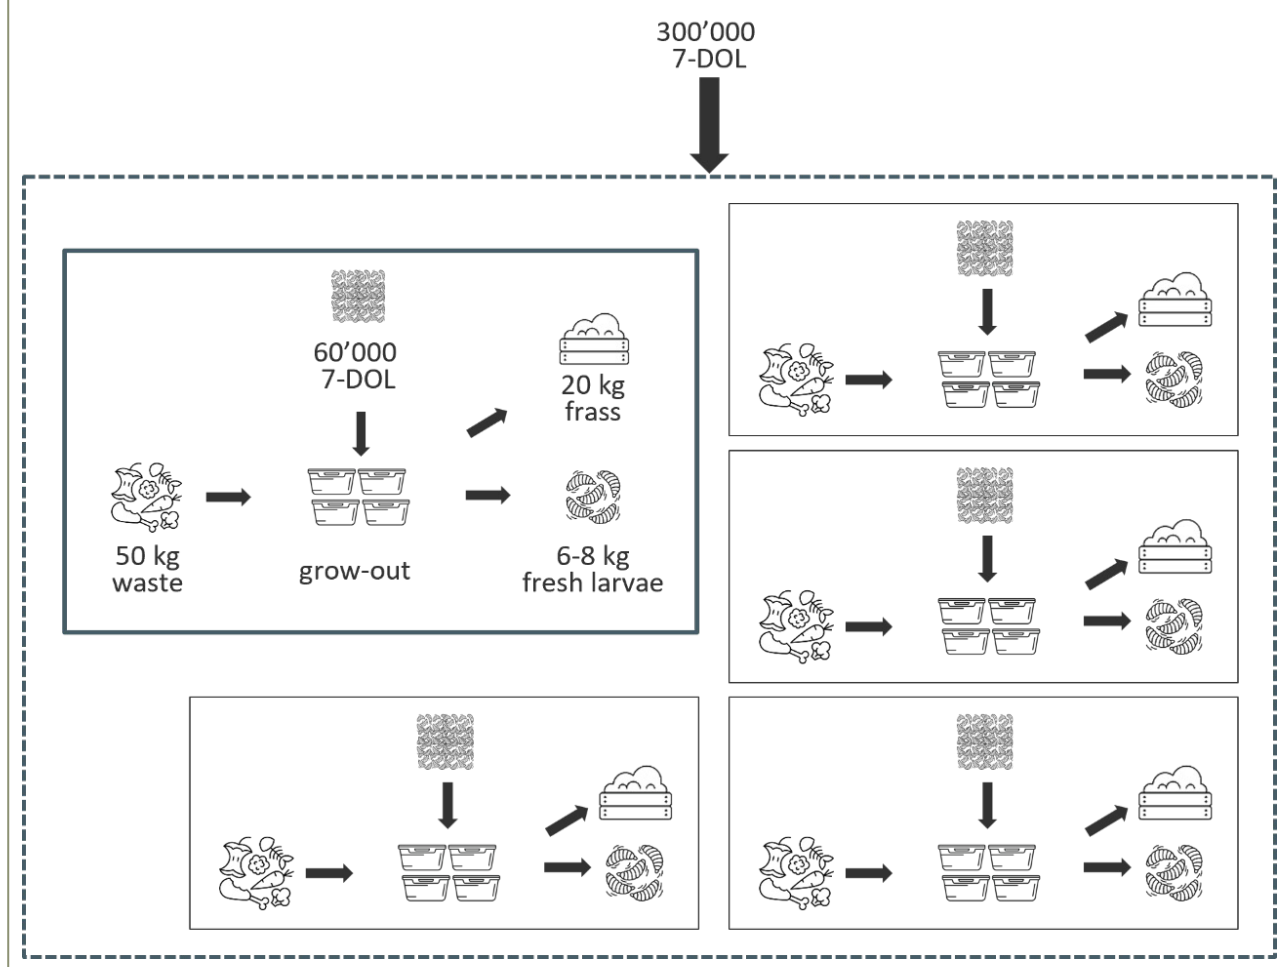 300’000
7-DOL
60’000
7-DOL
20 kg
frass
50 kg
waste
grow-out
6-8 kg
fresh larvae